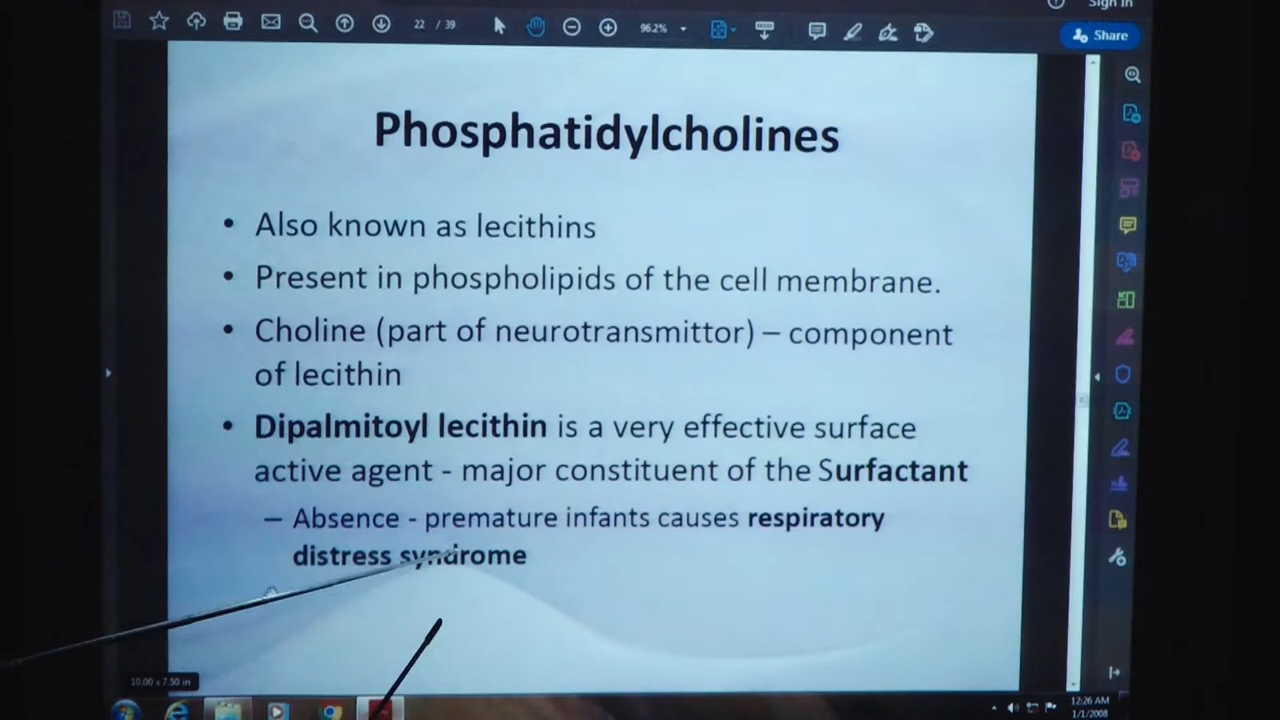 Sign In
22 / 39
96.2%
Share
Phosphatidylcholines
• Also known as lecithins
• Present in phospholipids of the cell membrane.
• Choline (part of neurotransmittor) – component
of lecithin
• Dipalmitoyl lecithin is a very effective surface
active agent - major constituent of the Surfactant
– Absence - premature infants causes respiratory
distress syndrome
10.00 x 7.50 in
12:26 AM
1/1/2008